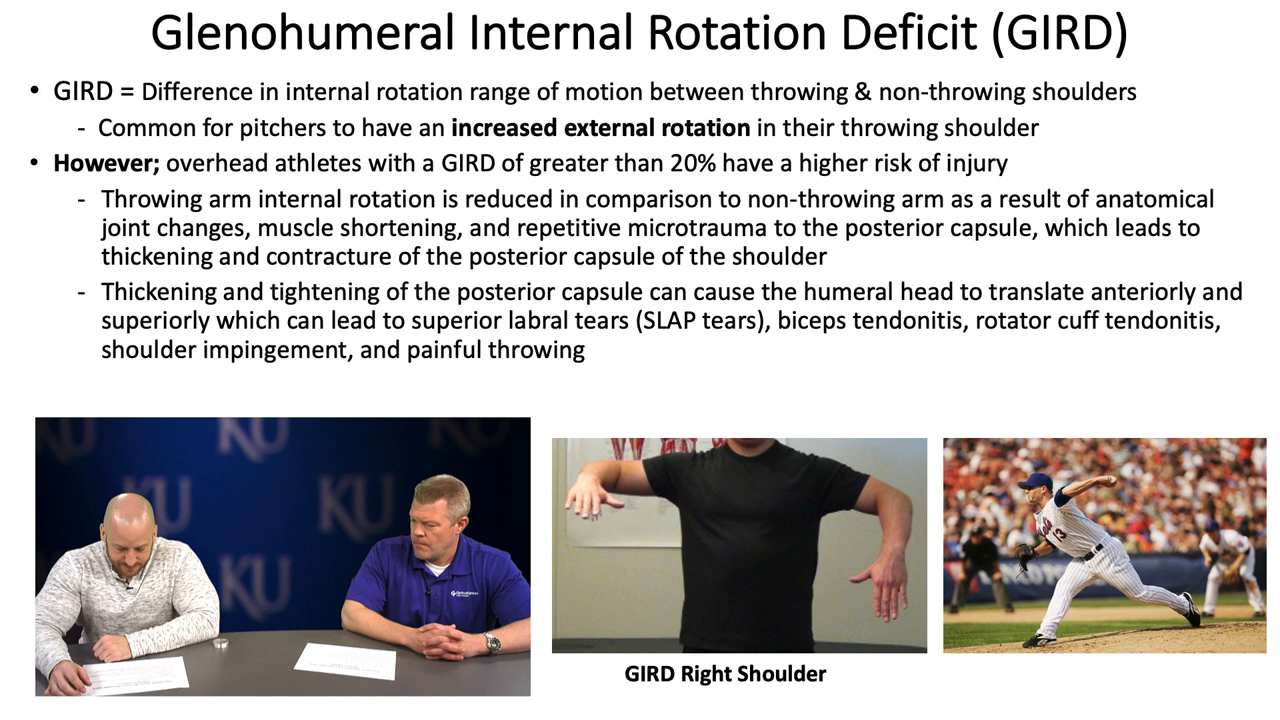 Glenohumeral Internal Rotation Deficit (GIRD)
• GIRD = Difference in internal rotation range of motion between throwing & non-throwing shoulders
- Common for pitchers to have an increased external rotation in their throwing shoulder
• However; overhead athletes with a GIRD of greater than 20% have a higher risk of injury
- Throwing arm internal rotation is reduced in comparison to non-throwing arm as a result of anatomical
joint changes, muscle shortening, and repetitive microtrauma to the posterior capsule, which leads to
thickening and contracture of the posterior capsule of the shoulder
- Thickening and tightening of the posterior capsule can cause the humeral head to translate anteriorly and
superiorly which can lead to superior labral tears (SLAP tears), biceps tendonitis, rotator cuff tendonitis,
shoulder impingement, and painful throwing
KU
KU
KU
KU
KU
13
GIRD Right Shoulder